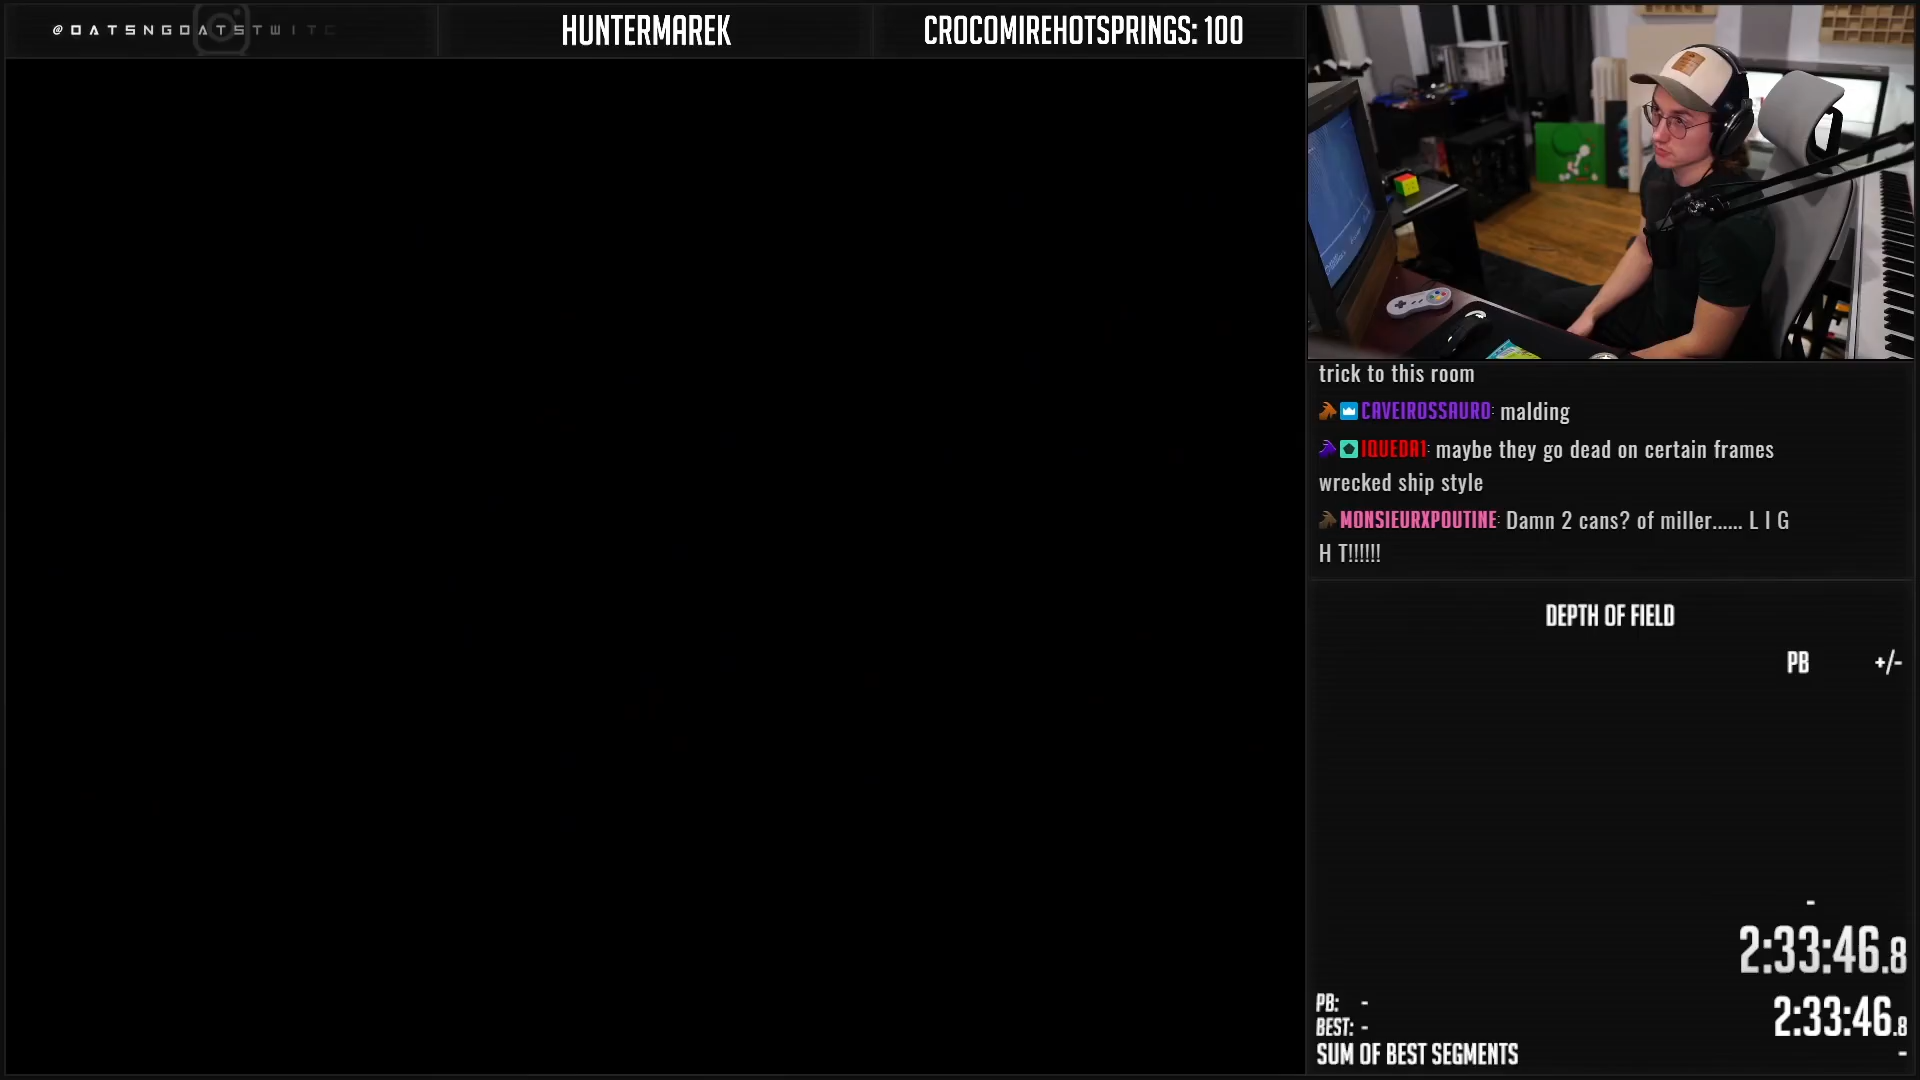 @OATSNGOATSTWITC
HUNTERMAREK
CROCOMIREHOTSPRINGS: 100
trick to this room
CAVEIROSSAURO: malding
IQUEDA1: maybe they go dead on certain frames
wrecked ship style
MONSIEURXPOUTINE: Damn 2 cans? of miller...... L I G
H T!!!!!!
DEPTH OF FIELD
PB +/-
-
2:33:46.8
PB: -
2:33:46.8
BEST: -
SUM OF BEST SEGMENTS -